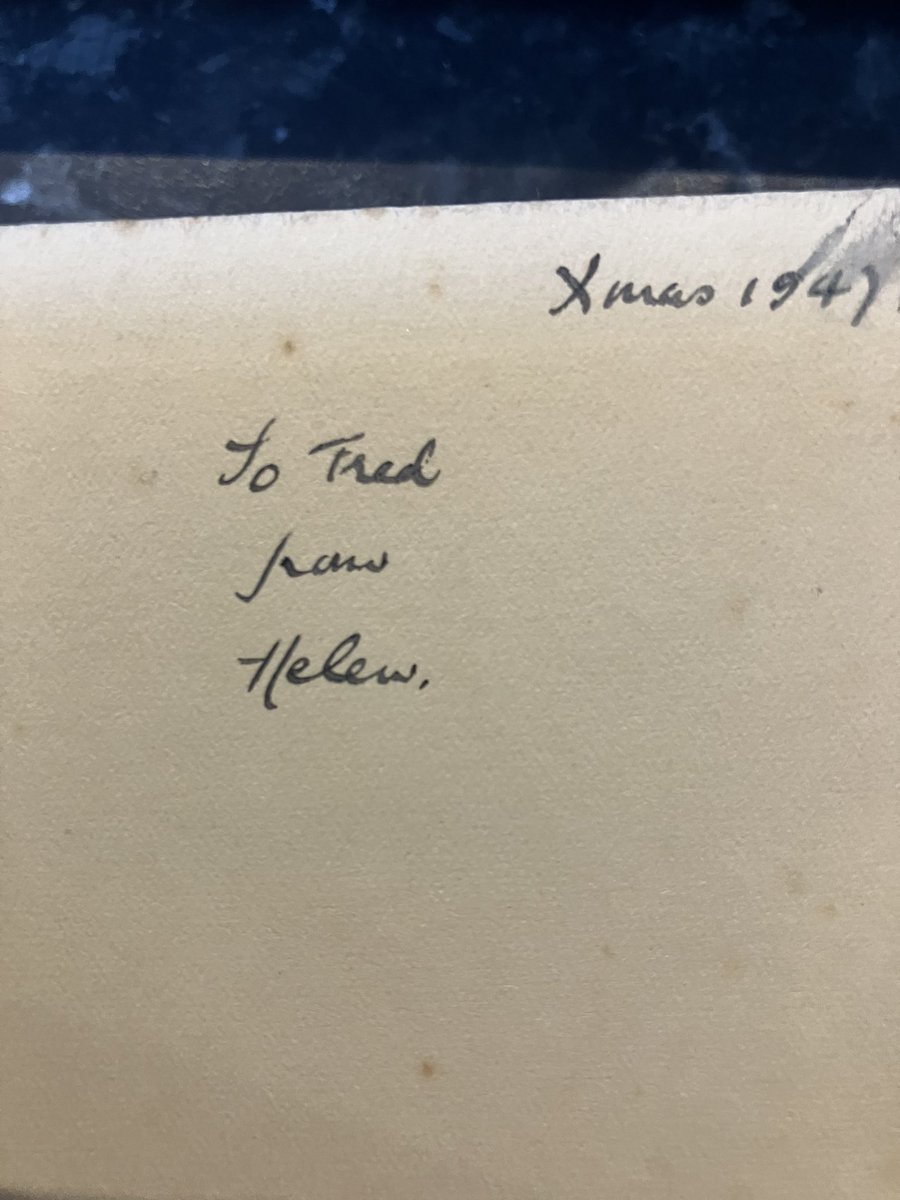 Xmas 1947.
To Fred
from
Helen.